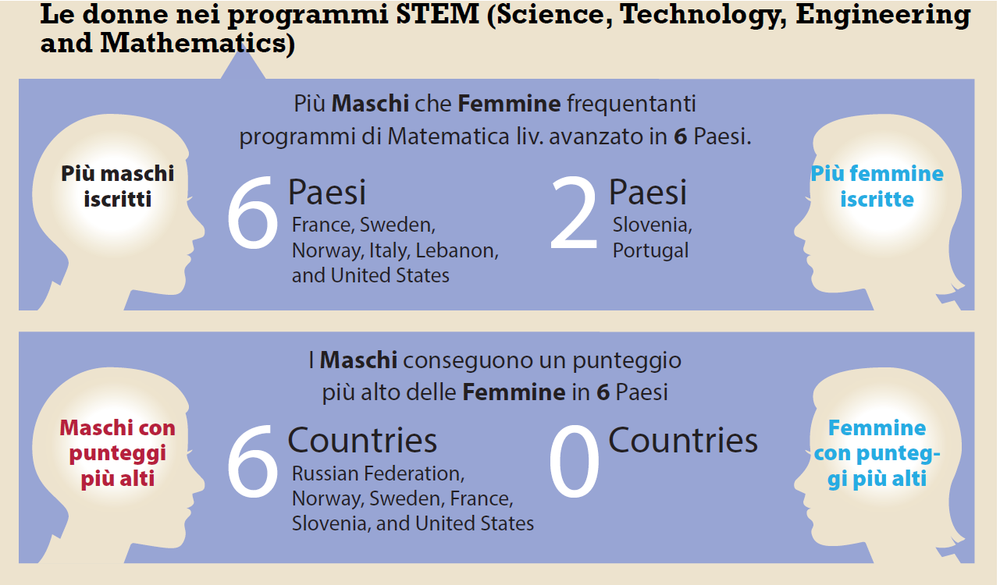 Le donne nei programmi STEM (Science, Technology, Engineering
and Mathematics)
Più Maschi che Femmine frequentanti
programmi di Matematica liv. avanzato in 6 Paesi.
Più maschi
iscritti
6 Paesi
France, Sweden,
Norway, Italy, Lebanon,
and United States
2 Paesi
Slovenia,
Portugal
Più femmine
iscritte
I Maschi conseguono un punteggio
più alto delle Femmine in 6 Paesi
Maschi con
punteggi
più alti
6 Countries
Russian Federation,
Norway, Sweden, France,
Slovenia, and United States
0 Countries
Femmine
con punteg-
gi più alti